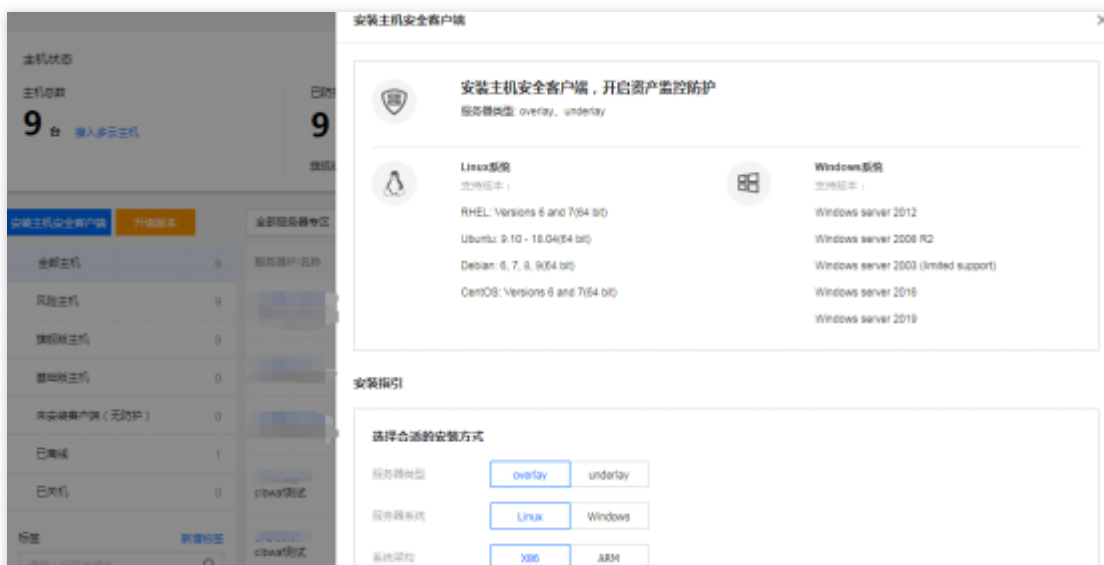 安装主机安全客户端
主机状态
主机总数
9 台 接入多云主机
9
安装主机安全客户端
升级版本
全部服务器专区
全部主机 9
风险主机 9
旗舰版主机 9
基础版主机 0
未安装客户端（无防护） 0
已离线 1
已关机 0
标签 新增标签
服务器IP/名称
clbwaf测试
clbwaf测试
安装主机安全客户端，开启资产监控防护
服务器类型: overlay、underlay
Linux系统
支持版本：
RHEL: Versions 6 and 7(64 bit)
Ubuntu: 9.10 - 18.04(64 bit)
Debian: 6, 7, 8, 9(64 bit)
CentOS: Versions 6 and 7(64 bit)
Windows系统
支持版本：
Windows server 2012
Windows server 2008 R2
Windows server 2003 (limited support)
Windows server 2016
Windows server 2019
安装指引
选择合适的安装方式
服务器类型 overlay underlay
服务器系统 Linux Windows
系统架构 X86 ARM